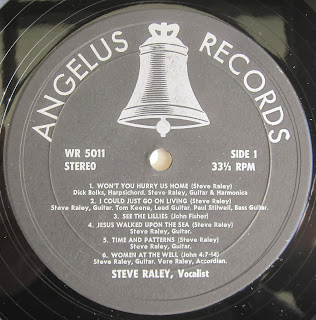 ANGELUS RECORDS
WR 5011
STEREO
SIDE 1
33⅓ RPM
1. WON'T YOU HURRY US HOME (Steve Raley)
Dick Bolks, Harpsichord. Steve Raley, Guitar & Harmonica
2. I COULD JUST GO ON LIVING (Steve Raley)
Steve Raley, Guitar. Tom Keene, Lead Guitar. Paul Stilwell, Bass Guitar.
3. SEE THE LILLIES (John Fisher)
4. JESUS WALKED UPON THE SEA (Steve Raley)
Steve Raley, Guitar.
5. TIME AND PATTERNS (Steve Raley)
Steve Raley, Guitar.
6. WOMEN AT THE WELL (John 4:7-14)
Steve Raley, Guitar. Vere Raley, Accordian.
STEVE RALEY, Vocalist